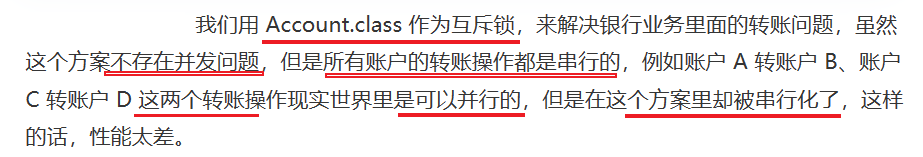 我们用 Account.class 作为互斥锁，来解决银行业务里面的转账问题，虽然
这个方案不存在并发问题，但是所有账户的转账操作都是串行的，例如账户 A 转账户 B、账户
C 转账户 D 这两个转账操作现实世界里是可以并行的，但是在这个方案里却被串行化了，这样
的话，性能太差。